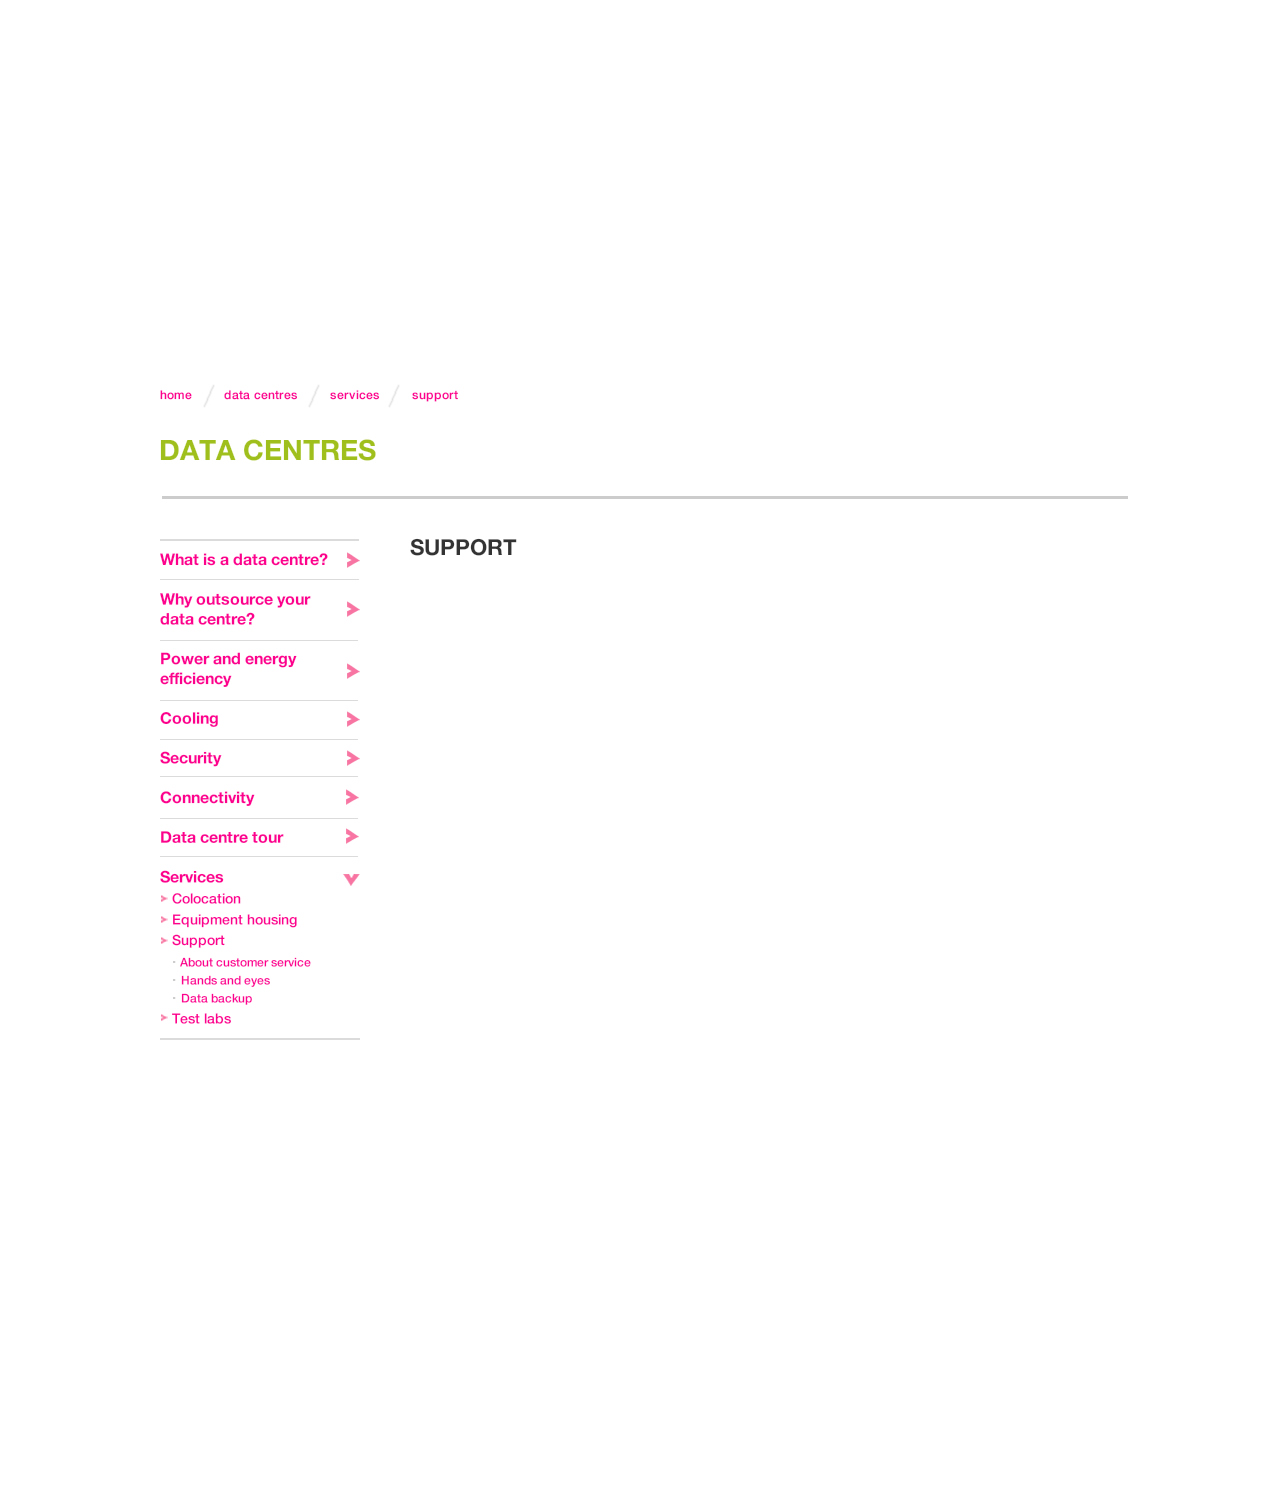 home / data centres / services / support
DATA CENTRES
SUPPORT
What is a data centre?
Why outsource your
data centre?
Power and energy
efficiency
Cooling
Security
Connectivity
Data centre tour
Services
Colocation
Equipment housing
Support
· About customer service
· Hands and eyes
· Data backup
Test labs